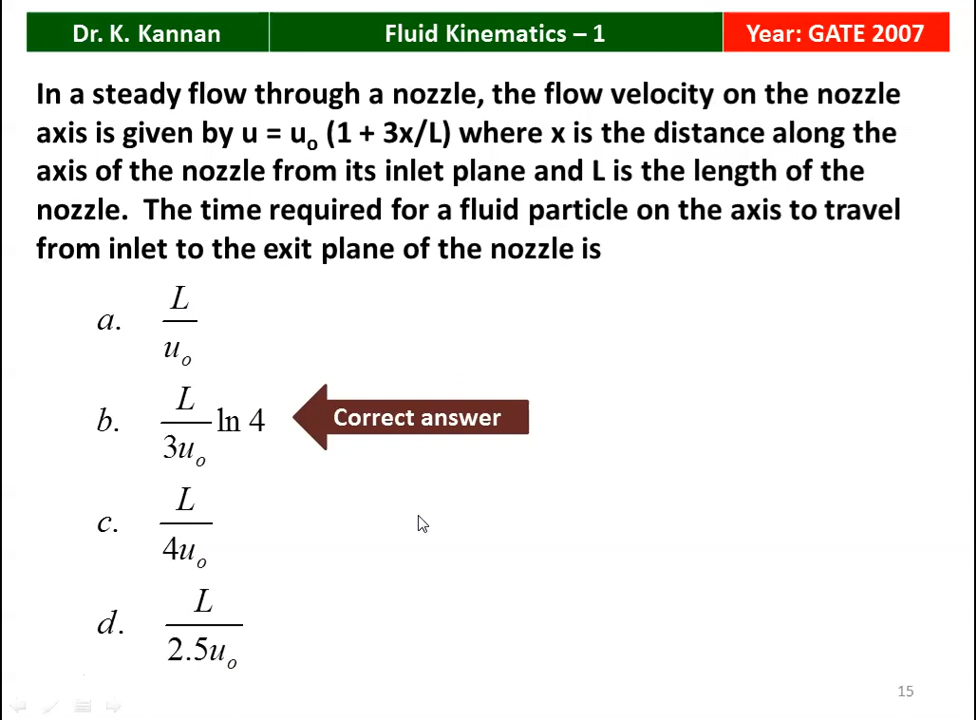 Dr. K. Kannan
Fluid Kinematics – 1
Year: GATE 2007
In a steady flow through a nozzle, the flow velocity on the nozzle
axis is given by u = uₒ (1 + 3x/L) where x is the distance along the
axis of the nozzle from its inlet plane and L is the length of the
nozzle. The time required for a fluid particle on the axis to travel
from inlet to the exit plane of the nozzle is
a. L/uₒ
b. L/3uₒ ln 4
Correct answer
c. L/4uₒ
d. L/2.5uₒ
15